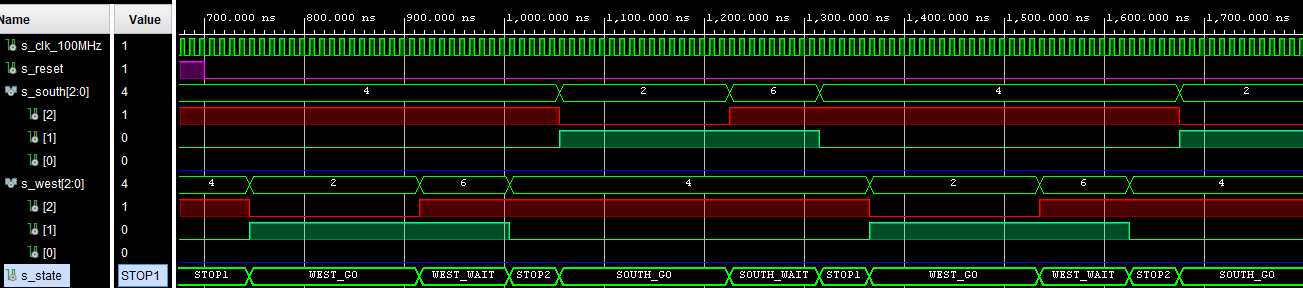 Name Value 700.000 ns 800.000 ns 900.000 ns 1,000.000 ns 1,100.000 ns 1,200.000 ns 1,300.000 ns 1,400.000 ns 1,500.000 ns 1,600.000 ns 1,700.000 ns
s_clk_100MHz 1
s_reset 1
s_south[2:0] 4 4 2 6 4 2
[2] 1
[1] 0
[0] 0
s_west[2:0] 4 4 2 6 4 2 6 4
[2] 1
[1] 0
[0] 0
s_state STOP1 STOP1 WEST_GO WEST_WAIT STOP2 SOUTH_GO SOUTH_WAIT STOP1 WEST_GO WEST_WAIT STOP2 SOUTH_GO